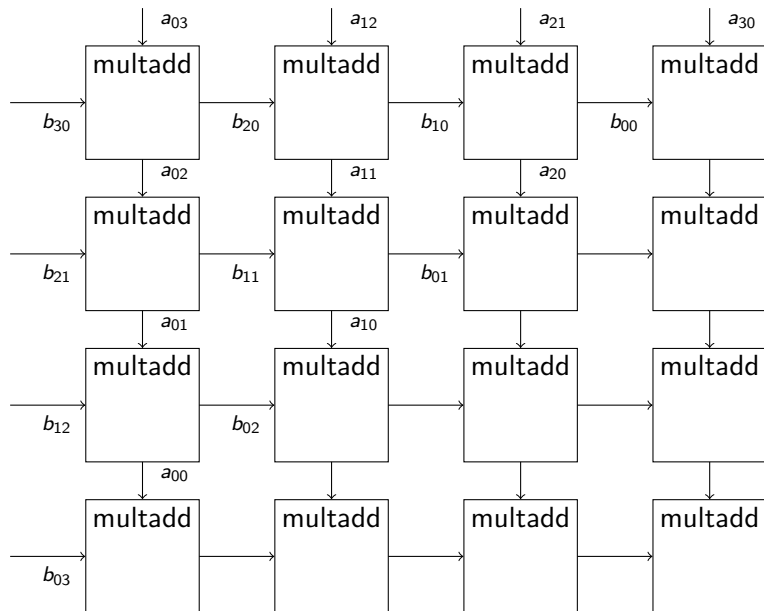 a₀₃ a₁₂ a₂₁ a₃₀
multadd multadd multadd multadd
b₃₀ b₂₀ b₁₀ b₀₀
a₀₂ a₁₁ a₂₀
multadd multadd multadd multadd
b₂₁ b₁₁ b₀₁
a₀₁ a₁₀
multadd multadd multadd multadd
b₁₂ b₀₂
a₀₀
multadd multadd multadd multadd
b₀₃